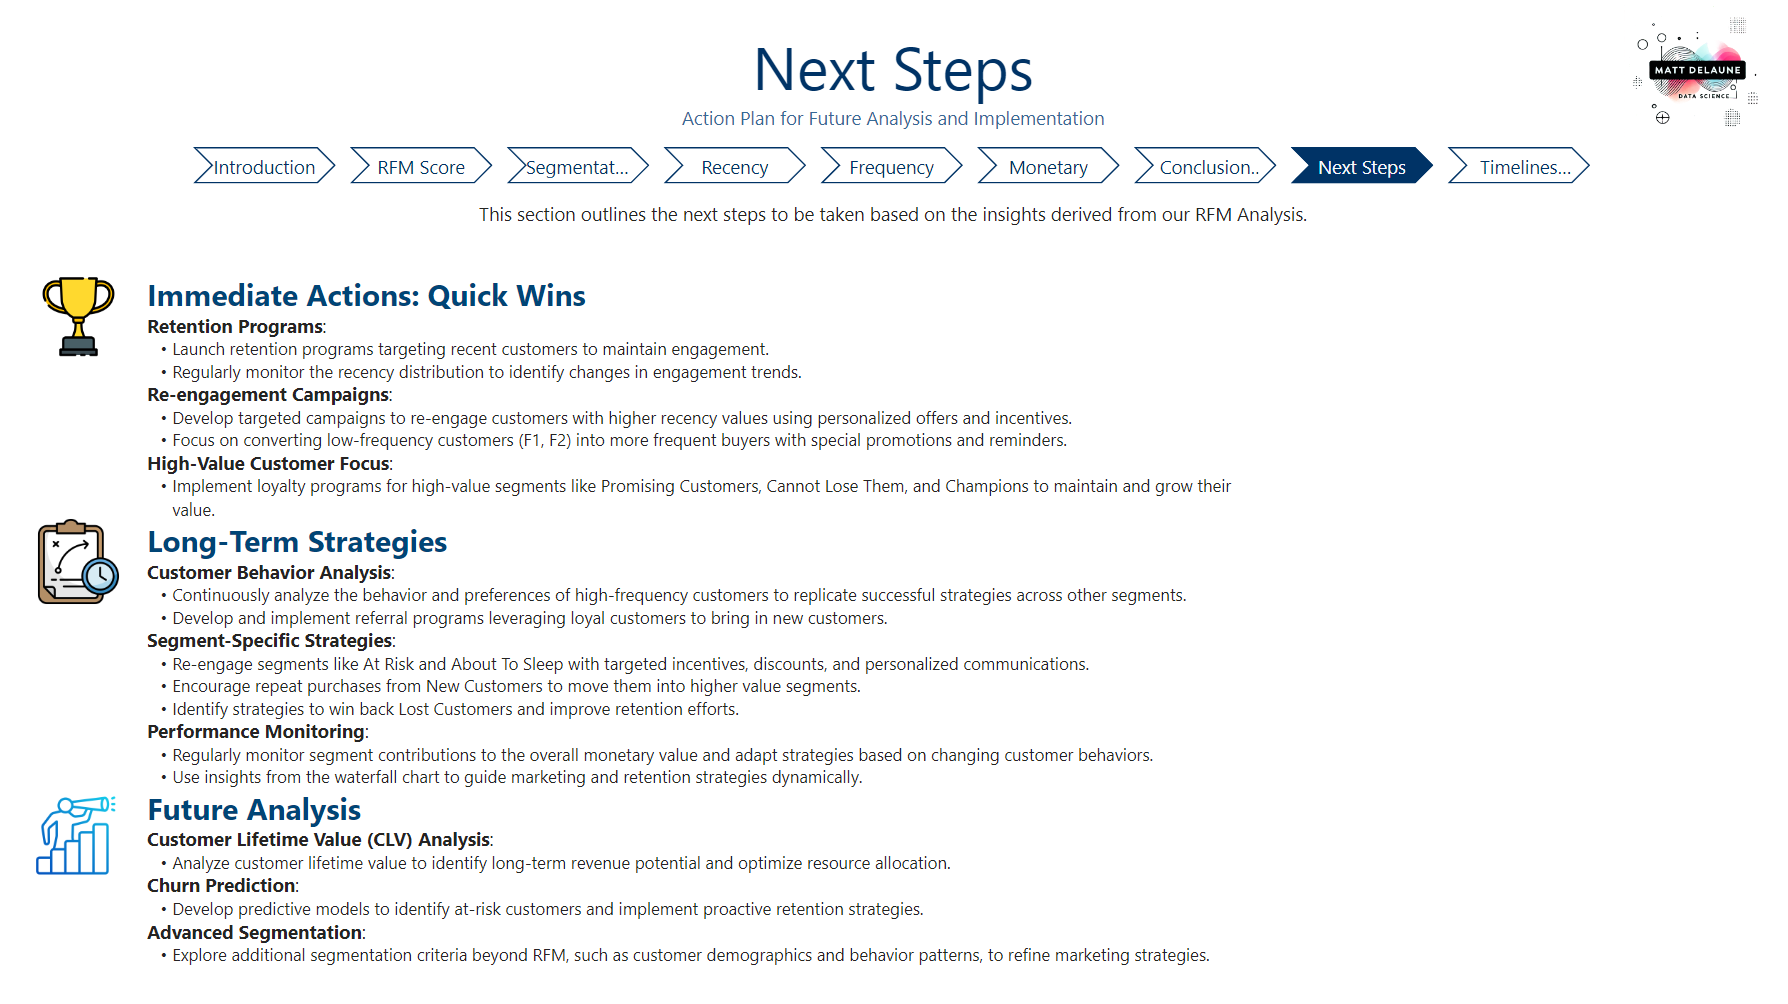 MATT DELAUNE
DATA SCIENCE
Next Steps
Action Plan for Future Analysis and Implementation
Introduction
RFM Score
Segmentat...
Recency
Frequency
Monetary
Conclusion..
Next Steps
Timelines...
This section outlines the next steps to be taken based on the insights derived from our RFM Analysis.
Immediate Actions: Quick Wins
Retention Programs:
• Launch retention programs targeting recent customers to maintain engagement.
• Regularly monitor the recency distribution to identify changes in engagement trends.
Re-engagement Campaigns:
• Develop targeted campaigns to re-engage customers with higher recency values using personalized offers and incentives.
• Focus on converting low-frequency customers (F1, F2) into more frequent buyers with special promotions and reminders.
High-Value Customer Focus:
• Implement loyalty programs for high-value segments like Promising Customers, Cannot Lose Them, and Champions to maintain and grow their
value.
Long-Term Strategies
Customer Behavior Analysis:
• Continuously analyze the behavior and preferences of high-frequency customers to replicate successful strategies across other segments.
• Develop and implement referral programs leveraging loyal customers to bring in new customers.
Segment-Specific Strategies:
• Re-engage segments like At Risk and About To Sleep with targeted incentives, discounts, and personalized communications.
• Encourage repeat purchases from New Customers to move them into higher value segments.
• Identify strategies to win back Lost Customers and improve retention efforts.
Performance Monitoring:
• Regularly monitor segment contributions to the overall monetary value and adapt strategies based on changing customer behaviors.
• Use insights from the waterfall chart to guide marketing and retention strategies dynamically.
Future Analysis
Customer Lifetime Value (CLV) Analysis:
• Analyze customer lifetime value to identify long-term revenue potential and optimize resource allocation.
Churn Prediction:
• Develop predictive models to identify at-risk customers and implement proactive retention strategies.
Advanced Segmentation:
• Explore additional segmentation criteria beyond RFM, such as customer demographics and behavior patterns, to refine marketing strategies.